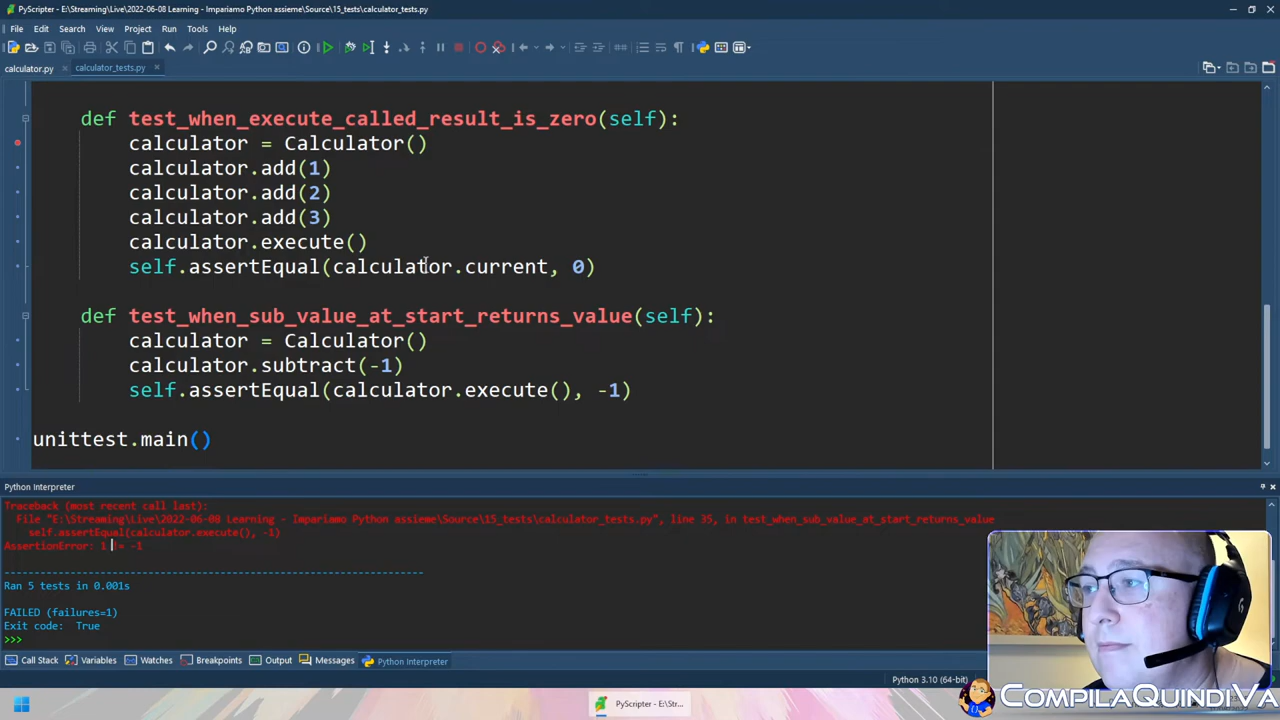 PyScripter - E:\Streaming\Live\2022-06-08 Learning - Impariamo Python assieme\Source\15_tests\calculator_tests.py
File Edit Search View Project Run Tools Help
calculator.py calculator_tests.py
def test_when_execute_called_result_is_zero(self):
calculator = Calculator()
calculator.add(1)
calculator.add(2)
calculator.add(3)
calculator.execute()
self.assertEqual(calculator.current, 0)
def test_when_sub_value_at_start_returns_value(self):
calculator = Calculator()
calculator.subtract(-1)
self.assertEqual(calculator.execute(), -1)
unittest.main()
Python Interpreter
Traceback (most recent call last):
File "E:\Streaming\Live\2022-06-08 Learning - Impariamo Python assieme\Source\15_tests\calculator_tests.py", line 35, in test_when_sub_value_at_start_returns_value
self.assertEqual(calculator.execute(), -1)
AssertionError: 1 != -1
----------------------------------------------------------------------
Ran 5 tests in 0.001s
FAILED (failures=1)
Exit code: True
>>>
Call Stack Variables Watches Breakpoints Output Messages Python Interpreter
Python 3.10 (64-bit)
PyScripter - E:\Stre...
COMPILAQUINDIVA